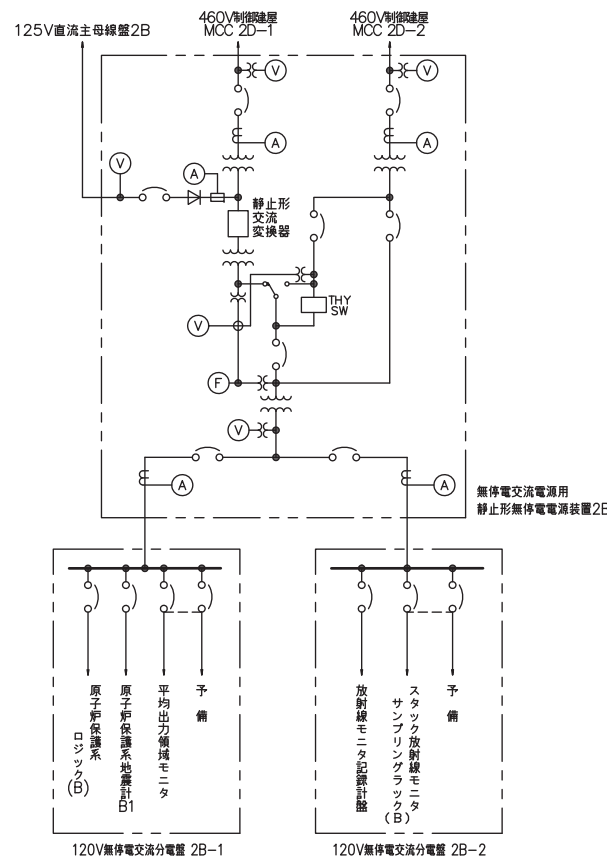 125V直流主母線盤2B
460V制御建屋
MCC 2D-1
460V制御建屋
MCC 2D-2
V
V
A
A
V
A
静止形
交流
変換器
THY
SW
V
F
V
A
A
無停電交流電源用
静止形無停電電源装置2B
原子炉保護系
ロジック(B)
原子炉保護系地震計
B1
平均出力領域モニタ
予備
放射線モニタ記録計盤
スタック放射線モニタ
サンプリングラック(B)
予備
120V無停電交流分電盤 2B-1
120V無停電交流分電盤 2B-2